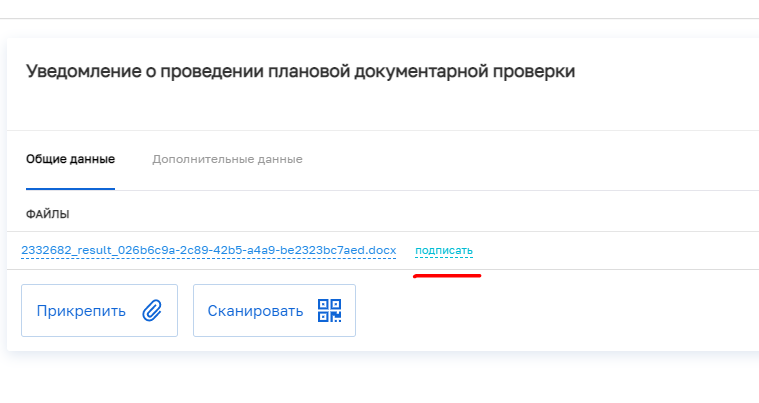 Уведомление о проведении плановой документарной проверки
Общие данные Дополнительные данные
ФАЙЛЫ
2332682_result_026b6c9a-2c89-42b5-a4a9-be2323bc7aed.docx подписать
Прикрепить Сканировать